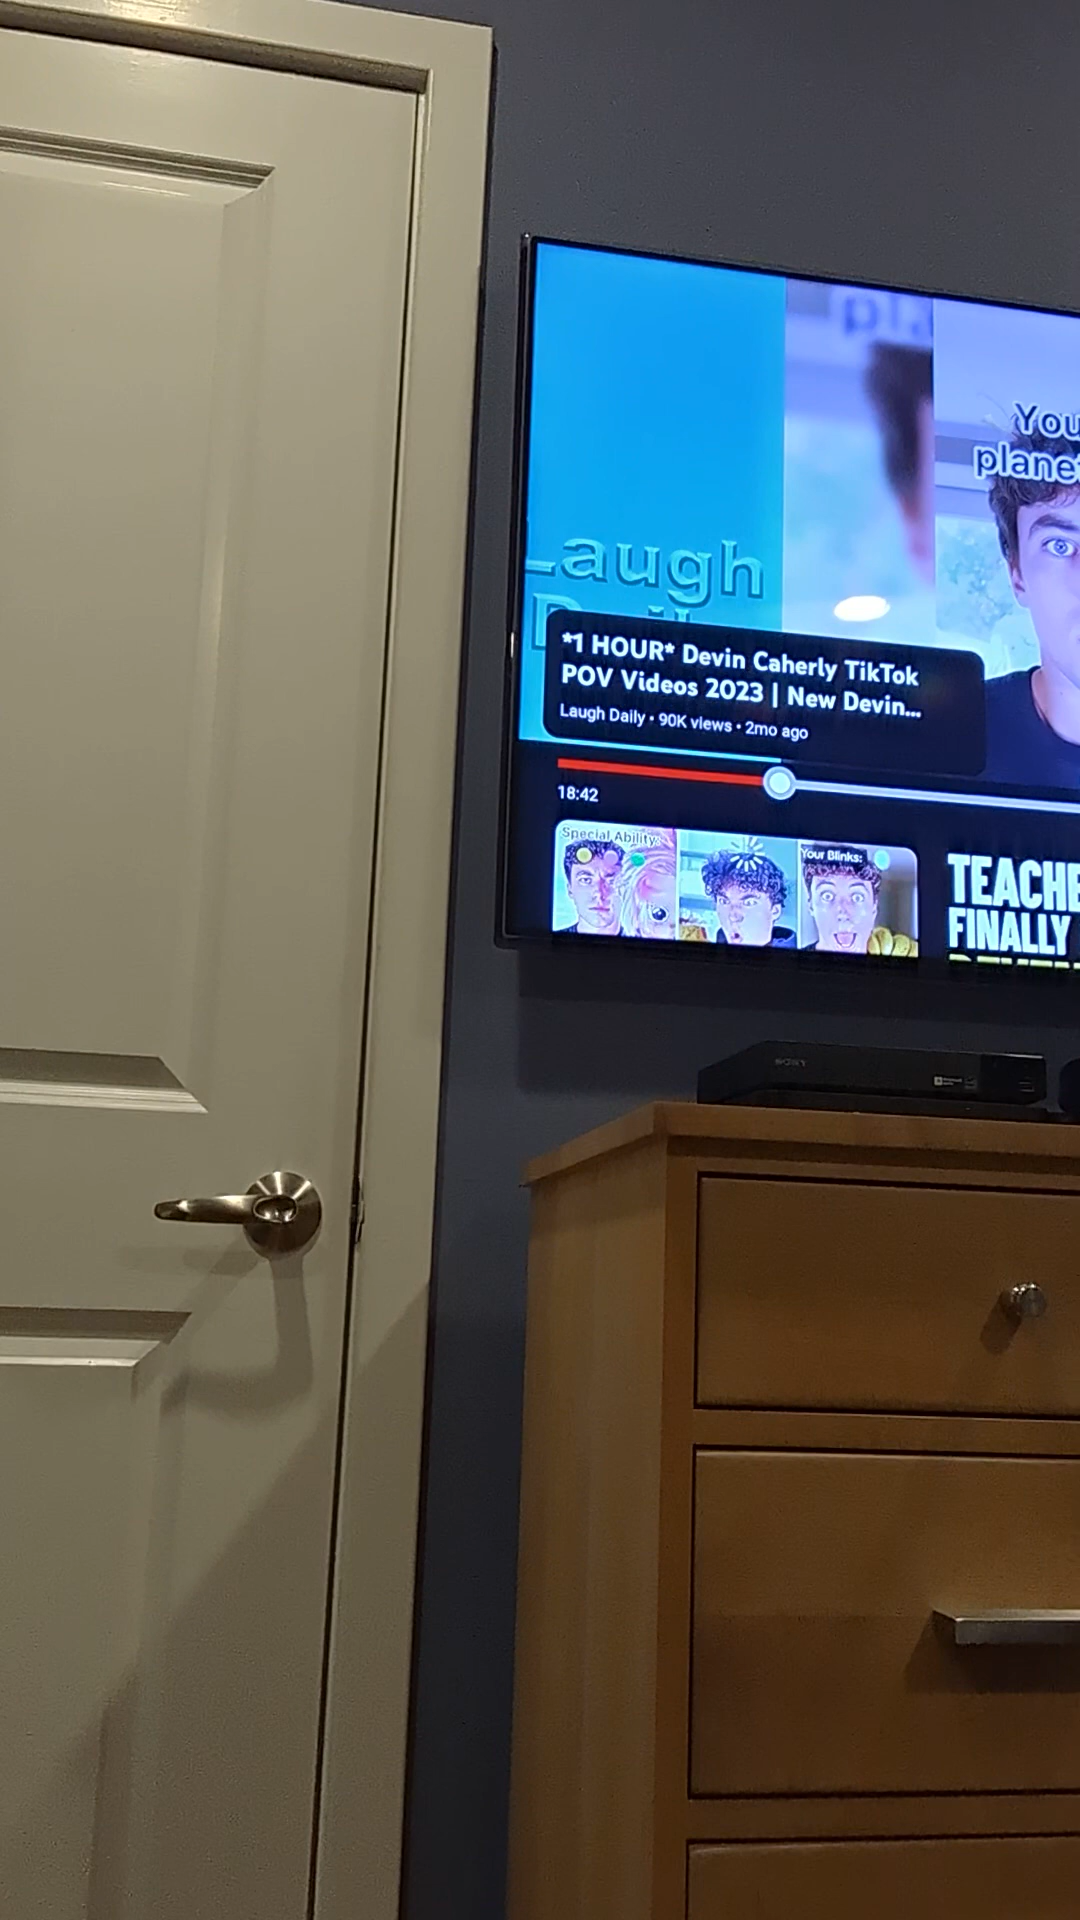 You
planet
Laugh
*1 HOUR* Devin Caherly TikTok
POV Videos 2023 | New Devin...
Laugh Daily • 90K views • 2mo ago
18:42
Special Ability:
Your Blinks:
TEACHE
FINALLY
SONY